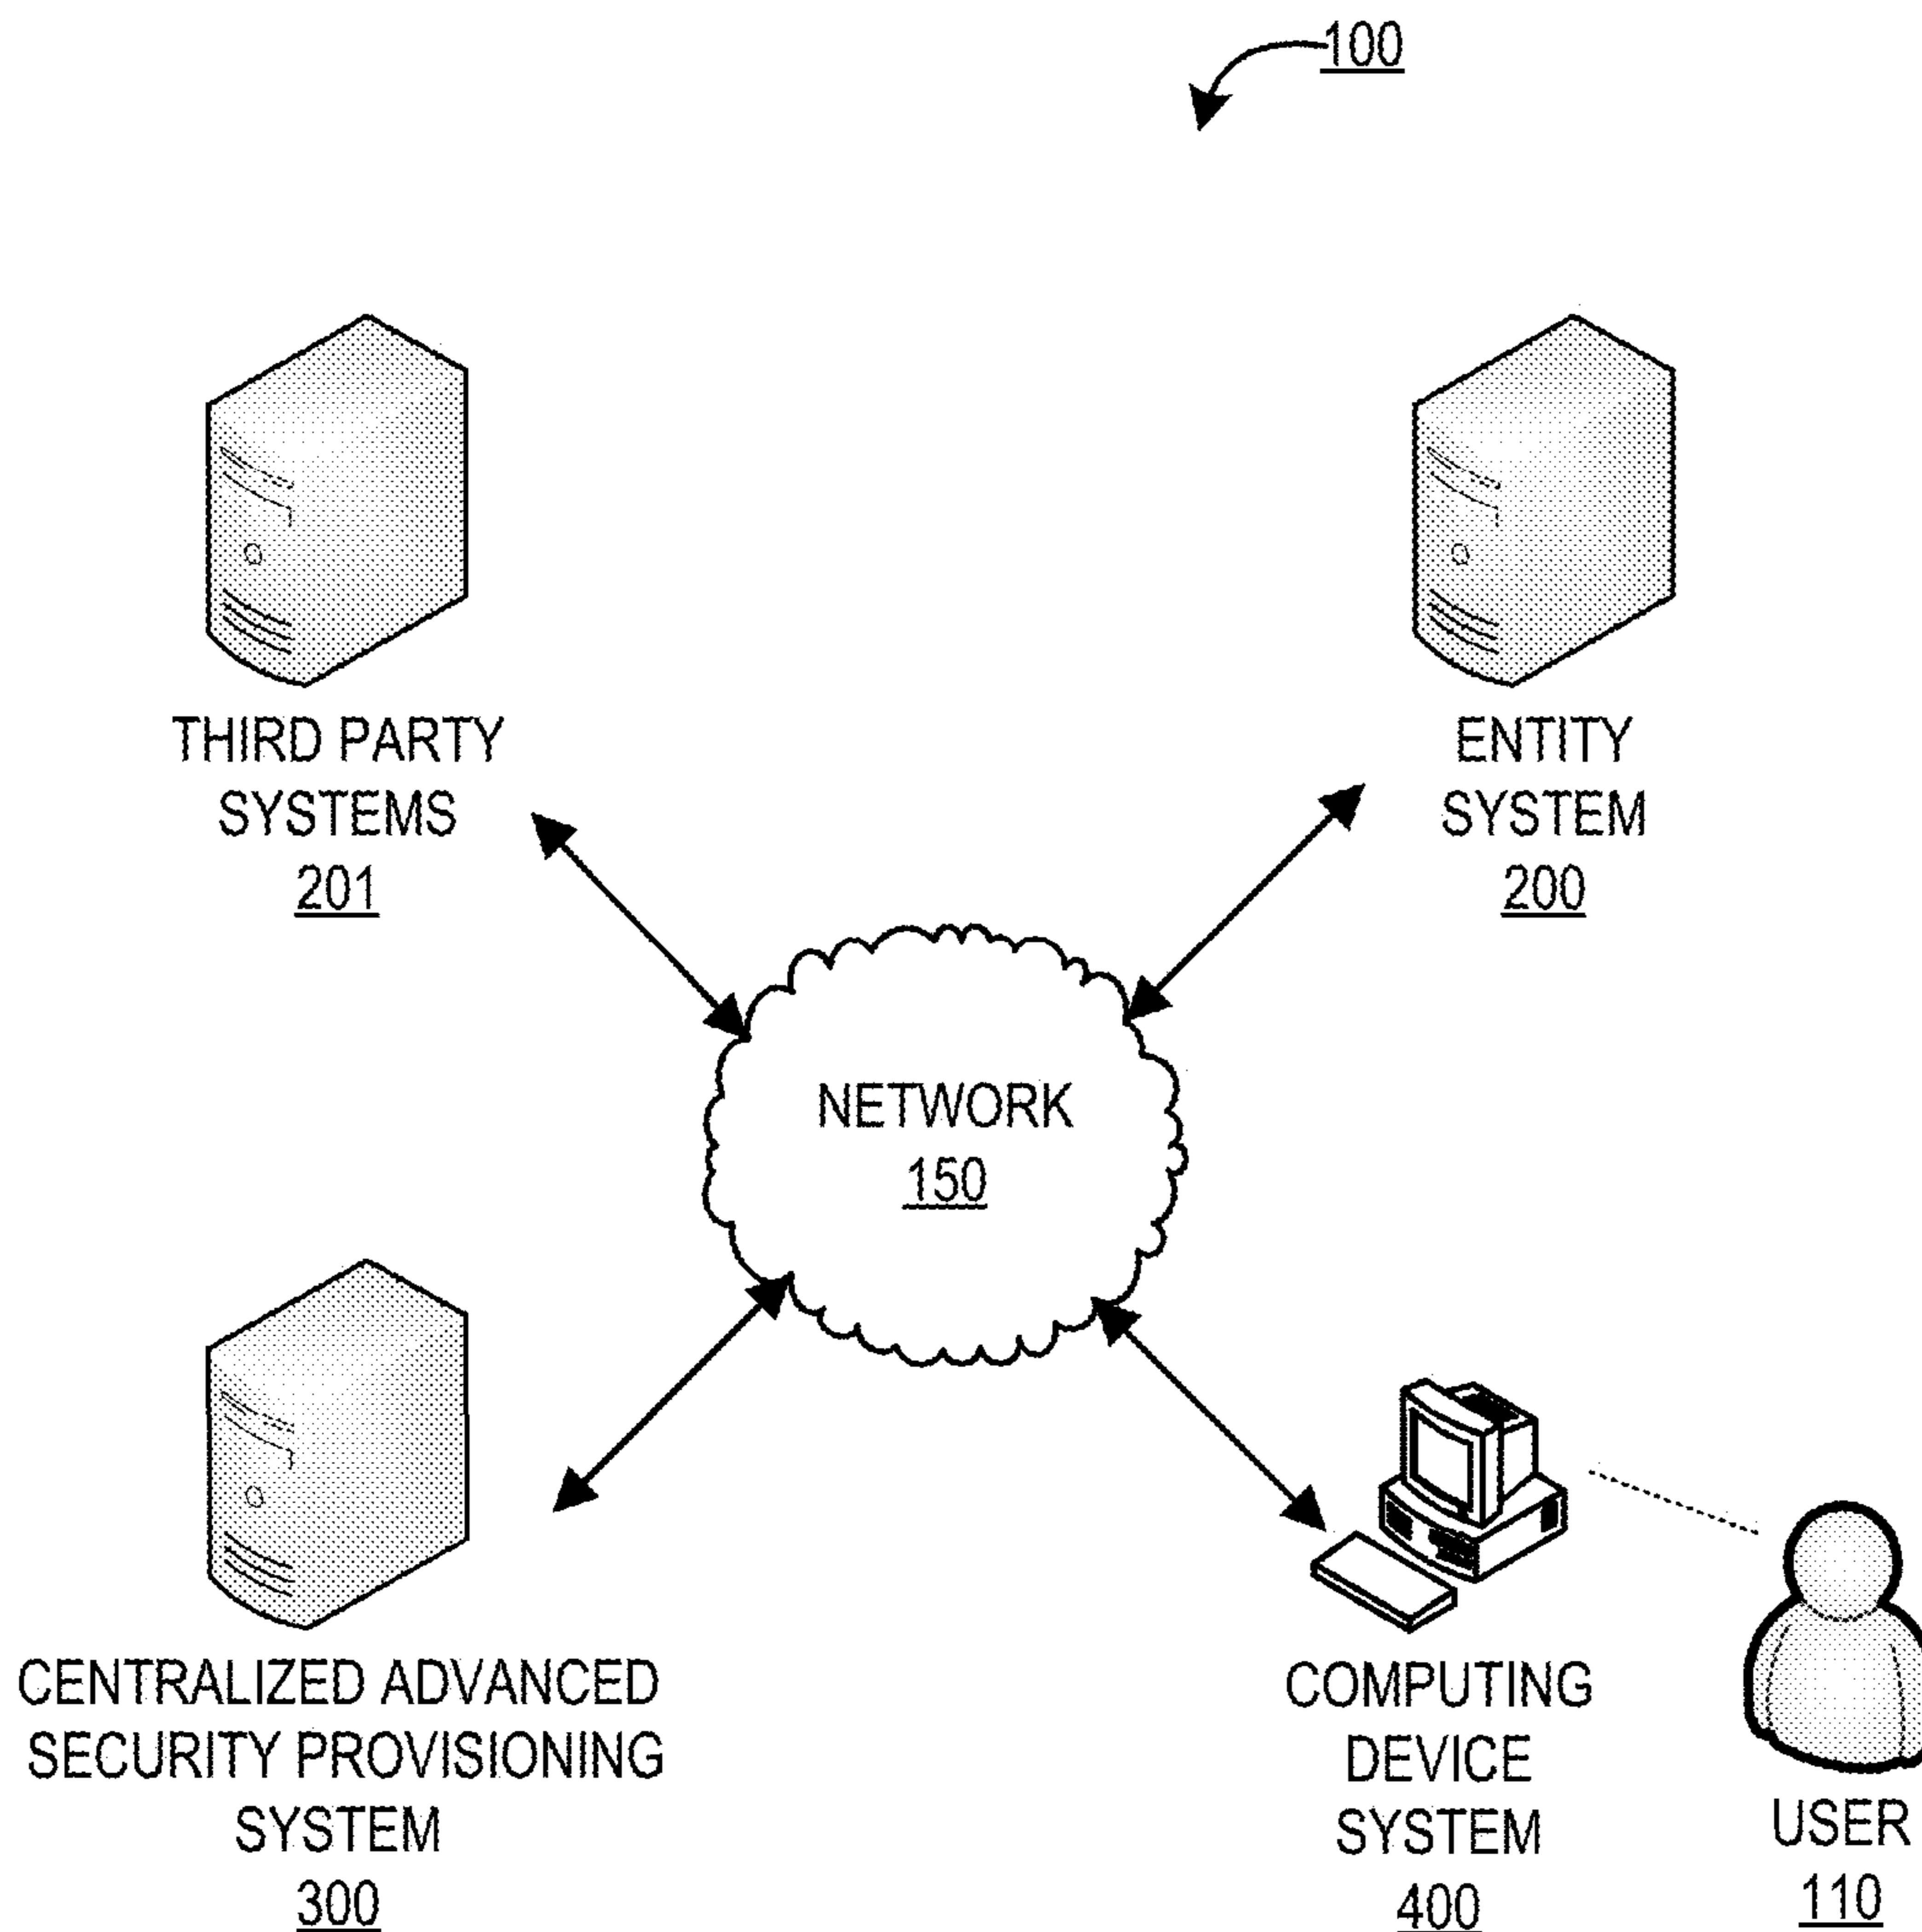 100
THIRD PARTY
SYSTEMS
201
ENTITY
SYSTEM
200
NETWORK
150
CENTRALIZED ADVANCED
SECURITY PROVISIONING
SYSTEM
300
COMPUTING
DEVICE
SYSTEM
400
USER
110